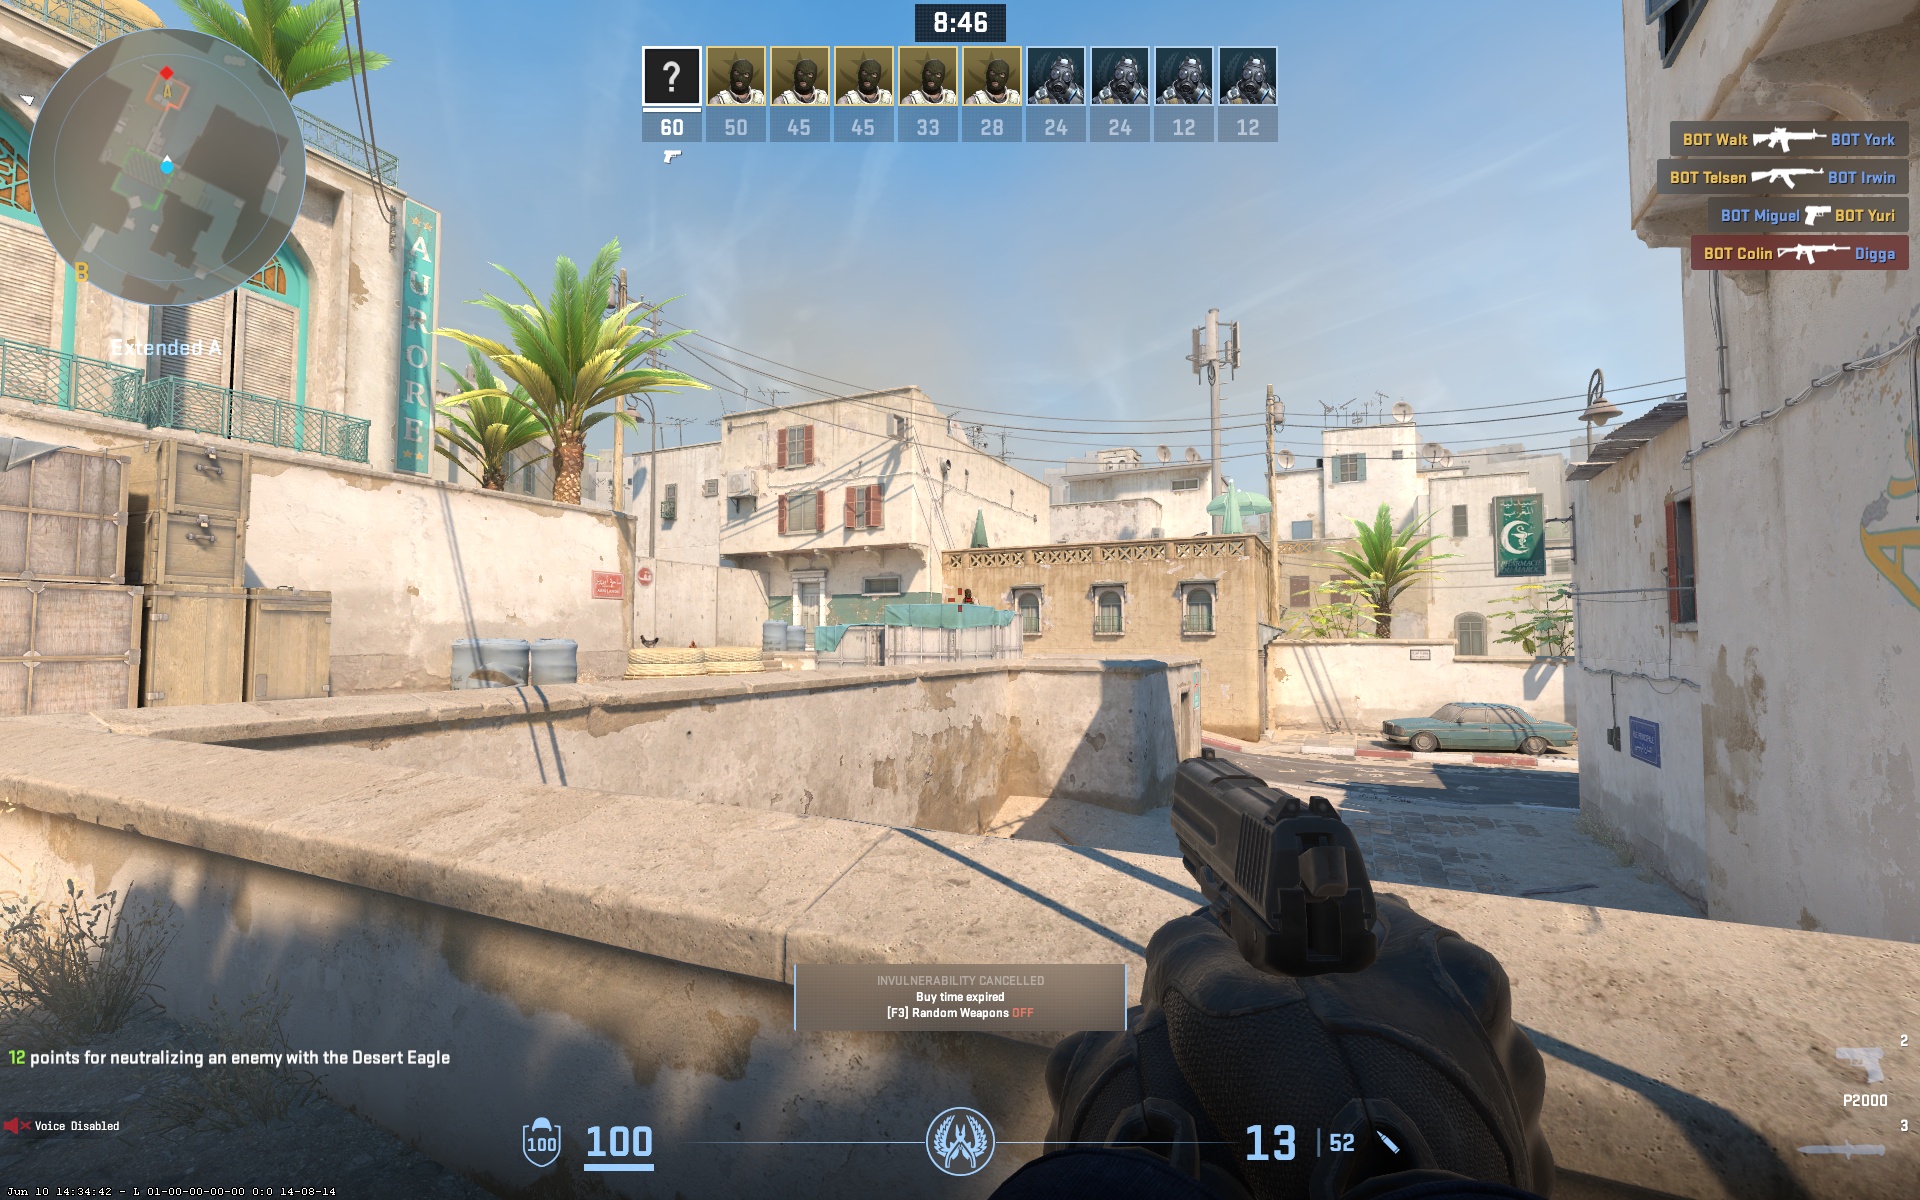 8:46
?
60 50 45 45 33 28 24 24 12 12
A
B
Extended A
AURORE
BOT Walt BOT York
BOT Telsen BOT Irwin
BOT Miguel BOT Yuri
BOT Colin Digga
INVULNERABILITY CANCELLED
Buy time expired
[F3] Random Weapons OFF
12 points for neutralizing an enemy with the Desert Eagle
Voice Disabled
100
100
13 | 52
2
P2000
3
Jun 10 14:34:42 - L 01-00-00-00-00 0:0 14-08-14